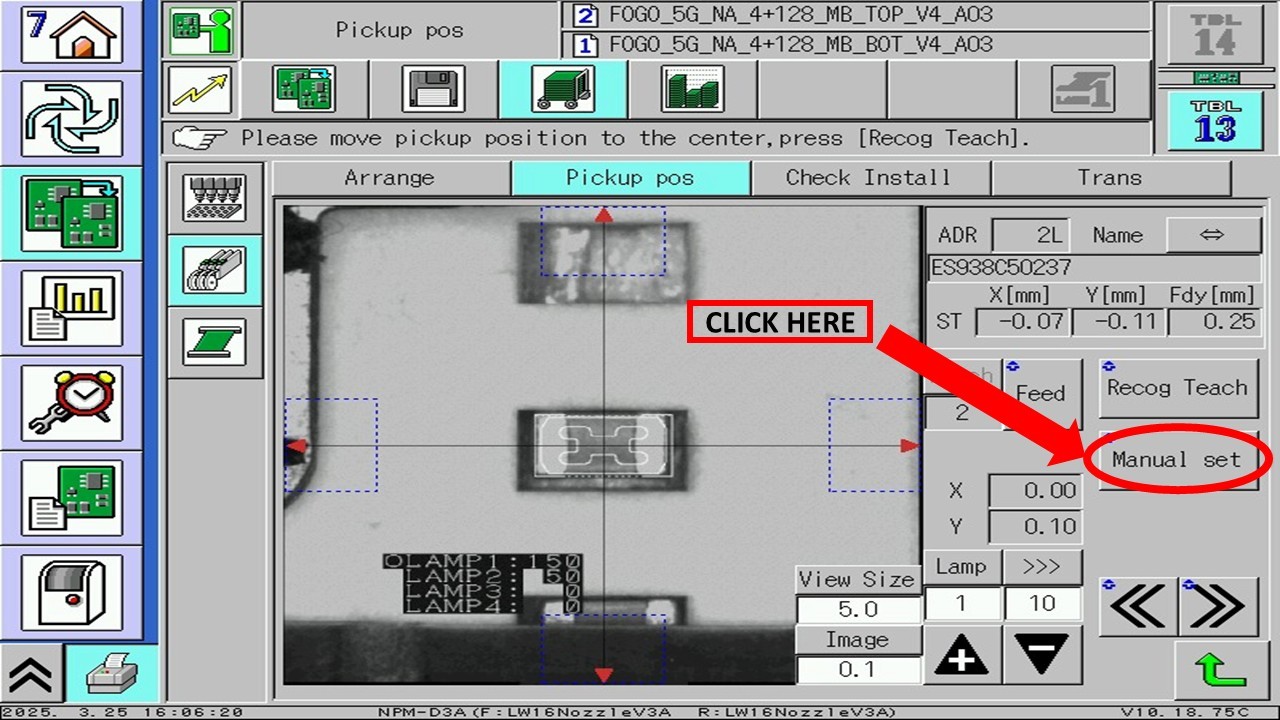 7
Pickup pos
2 FOGO_5G_NA_4+128_MB_TOP_V4_A03
1 FOGO_5G_NA_4+128_MB_BOT_V4_A03
TBL
14
TBL
13
Please move pickup position to the center,press [Recog Teach].
Arrange Pickup pos Check Install Trans
ADR 2L Name ⇔
ES938C50237
X[mm] Y[mm] Fdy[mm]
ST -0.07 -0.11 0.25
CLICK HERE
Feed
Recog Teach
2
Manual set
X 0.00
Y 0.10
OLAMP1:150
LAMP2: 50
LAMP3: 0
LAMP4: 0
View Size
5.0
Image
0.1
Lamp >>>
1 10
2025. 3.25 16:06:20 NPM-D3A(F:LW16NozzleV3A R:LW16NozzleV3A) V10.18.75C